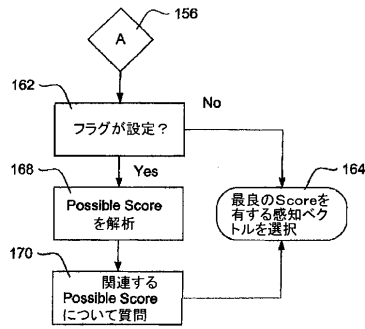 156
A
162
フラグが設定?
No
Yes
168
Possible Score
を解析
164
最良のScoreを
有する感知ベク
トルを選択
170
関連する
Possible Score
について質問